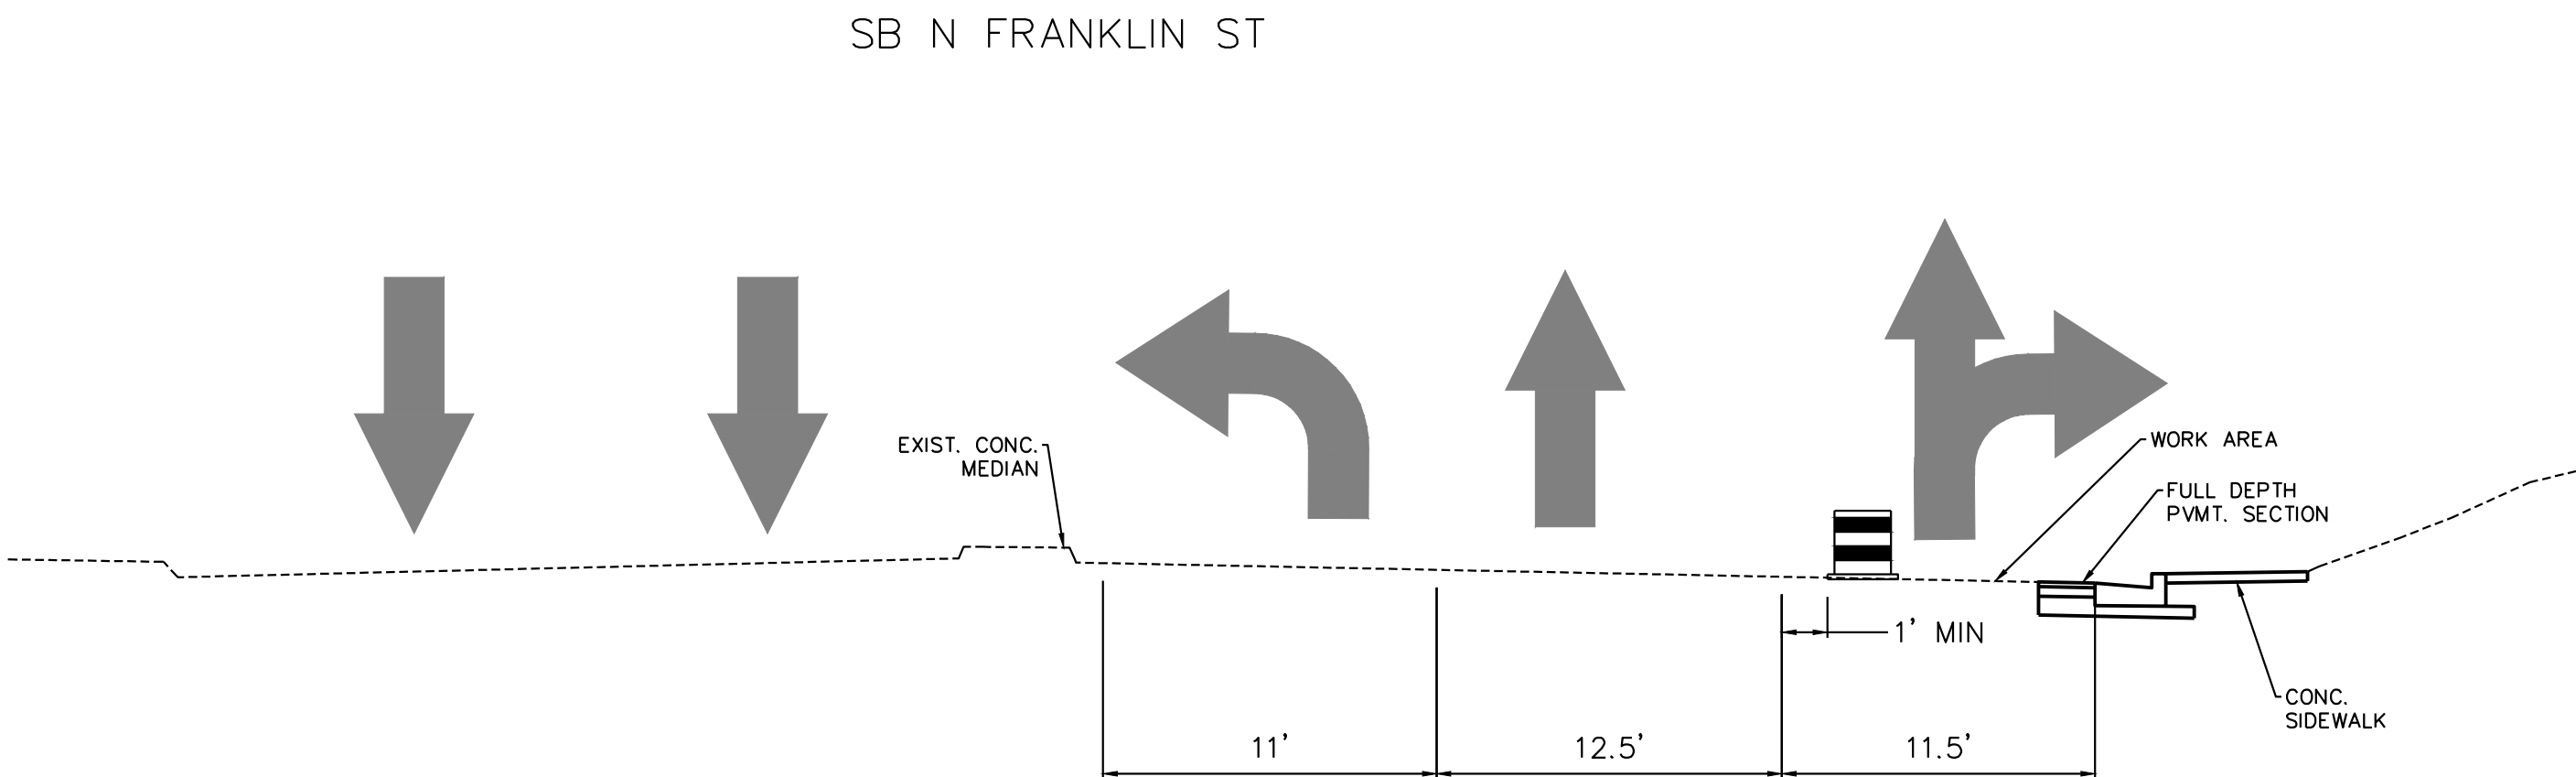 SB N FRANKLIN ST
EXIST. CONC.
MEDIAN
WORK AREA
FULL DEPTH
PVMT. SECTION
1' MIN
CONC.
SIDEWALK
11'
12.5'
11.5'